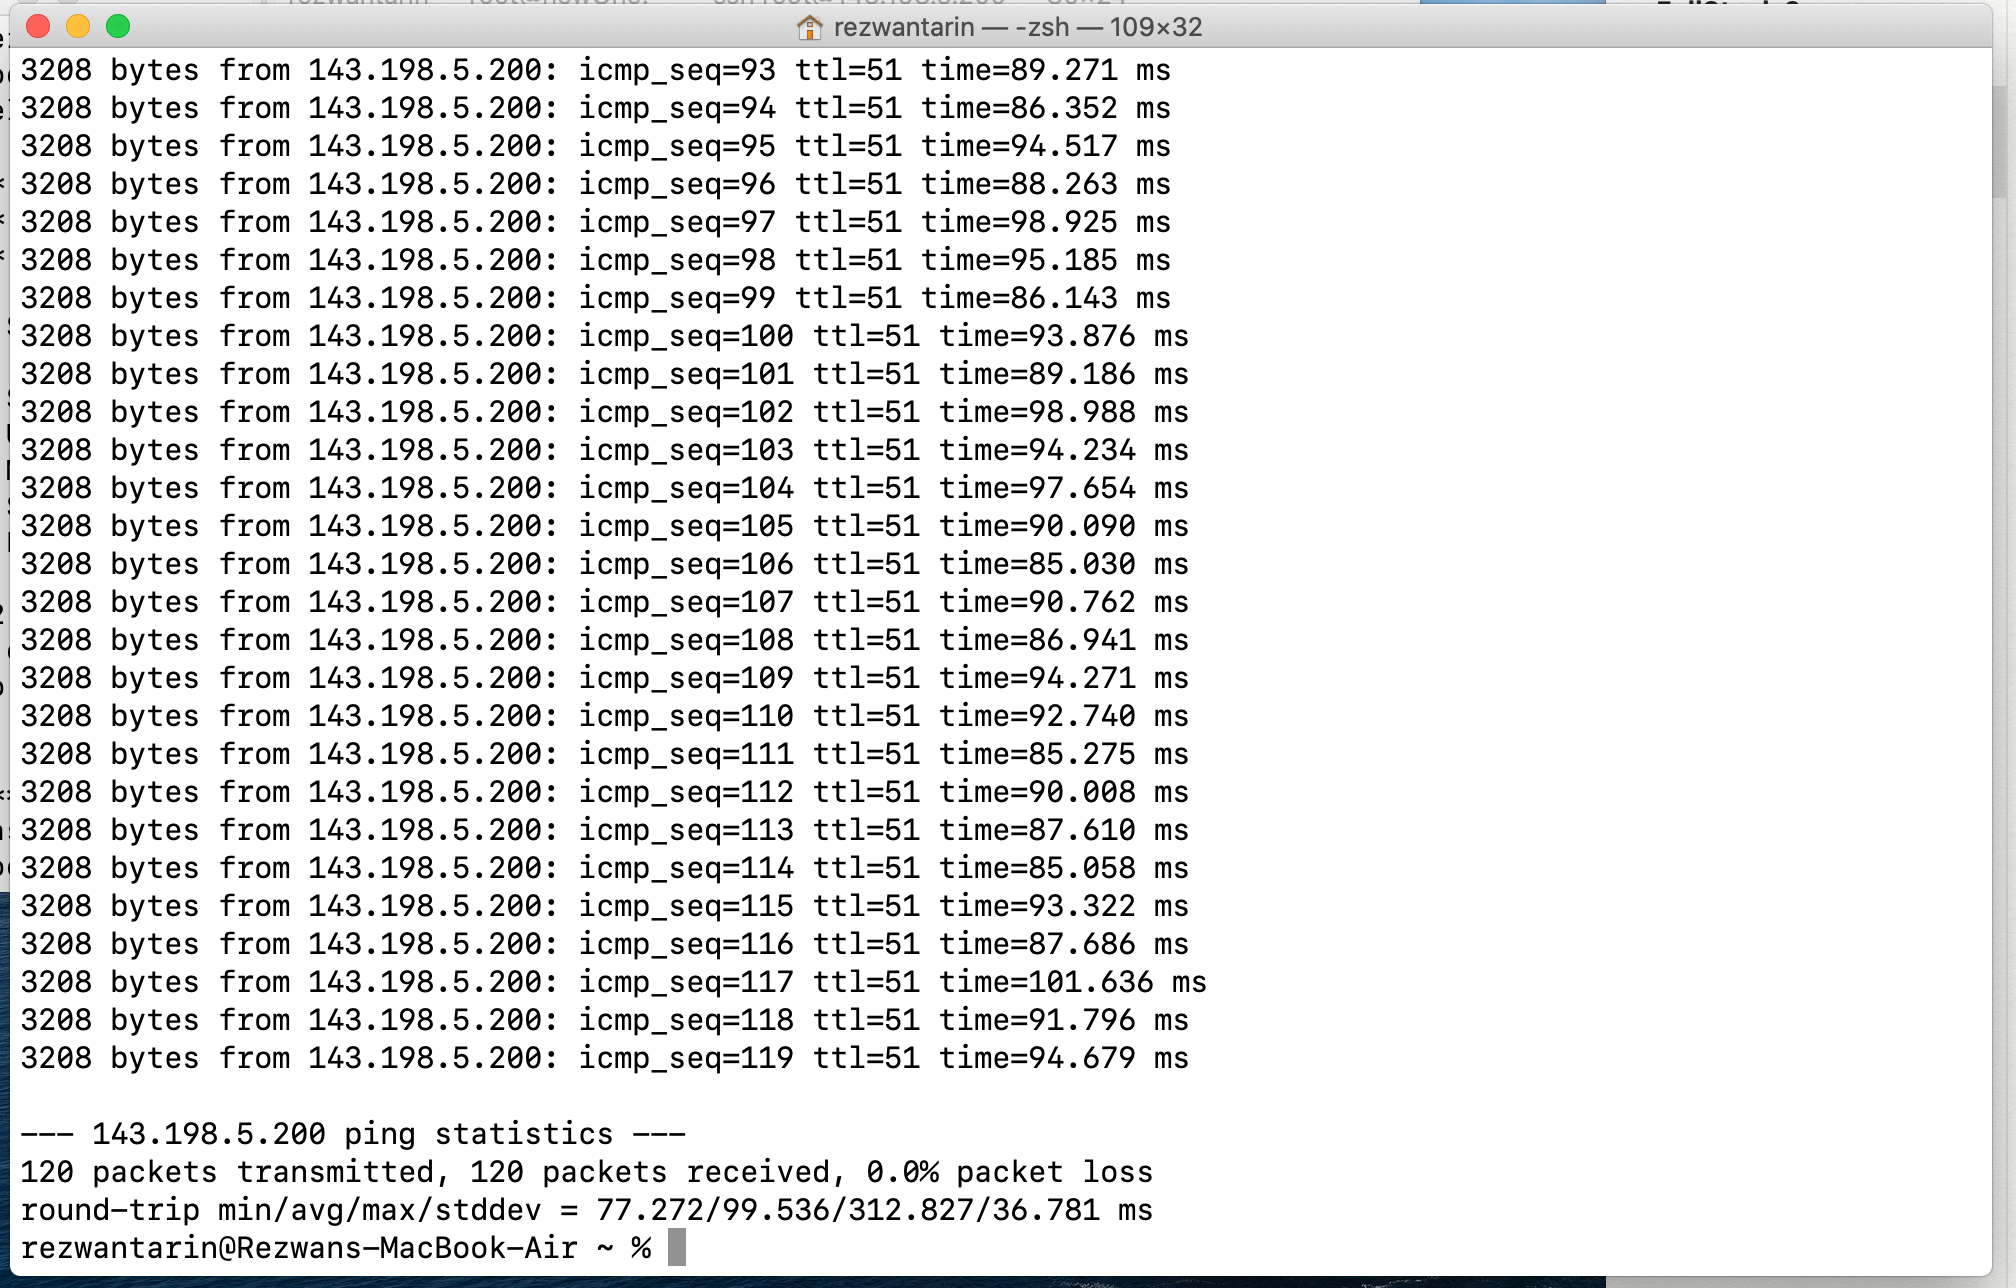 rezwantarin — -zsh — 109×32
3208 bytes from 143.198.5.200: icmp_seq=93 ttl=51 time=89.271 ms
3208 bytes from 143.198.5.200: icmp_seq=94 ttl=51 time=86.352 ms
3208 bytes from 143.198.5.200: icmp_seq=95 ttl=51 time=94.517 ms
3208 bytes from 143.198.5.200: icmp_seq=96 ttl=51 time=88.263 ms
3208 bytes from 143.198.5.200: icmp_seq=97 ttl=51 time=98.925 ms
3208 bytes from 143.198.5.200: icmp_seq=98 ttl=51 time=95.185 ms
3208 bytes from 143.198.5.200: icmp_seq=99 ttl=51 time=86.143 ms
3208 bytes from 143.198.5.200: icmp_seq=100 ttl=51 time=93.876 ms
3208 bytes from 143.198.5.200: icmp_seq=101 ttl=51 time=89.186 ms
3208 bytes from 143.198.5.200: icmp_seq=102 ttl=51 time=98.988 ms
3208 bytes from 143.198.5.200: icmp_seq=103 ttl=51 time=94.234 ms
3208 bytes from 143.198.5.200: icmp_seq=104 ttl=51 time=97.654 ms
3208 bytes from 143.198.5.200: icmp_seq=105 ttl=51 time=90.090 ms
3208 bytes from 143.198.5.200: icmp_seq=106 ttl=51 time=85.030 ms
3208 bytes from 143.198.5.200: icmp_seq=107 ttl=51 time=90.762 ms
3208 bytes from 143.198.5.200: icmp_seq=108 ttl=51 time=86.941 ms
3208 bytes from 143.198.5.200: icmp_seq=109 ttl=51 time=94.271 ms
3208 bytes from 143.198.5.200: icmp_seq=110 ttl=51 time=92.740 ms
3208 bytes from 143.198.5.200: icmp_seq=111 ttl=51 time=85.275 ms
3208 bytes from 143.198.5.200: icmp_seq=112 ttl=51 time=90.008 ms
3208 bytes from 143.198.5.200: icmp_seq=113 ttl=51 time=87.610 ms
3208 bytes from 143.198.5.200: icmp_seq=114 ttl=51 time=85.058 ms
3208 bytes from 143.198.5.200: icmp_seq=115 ttl=51 time=93.322 ms
3208 bytes from 143.198.5.200: icmp_seq=116 ttl=51 time=87.686 ms
3208 bytes from 143.198.5.200: icmp_seq=117 ttl=51 time=101.636 ms
3208 bytes from 143.198.5.200: icmp_seq=118 ttl=51 time=91.796 ms
3208 bytes from 143.198.5.200: icmp_seq=119 ttl=51 time=94.679 ms
--- 143.198.5.200 ping statistics ---
120 packets transmitted, 120 packets received, 0.0% packet loss
round-trip min/avg/max/stddev = 77.272/99.536/312.827/36.781 ms
rezwantarin@Rezwans-MacBook-Air ~ %